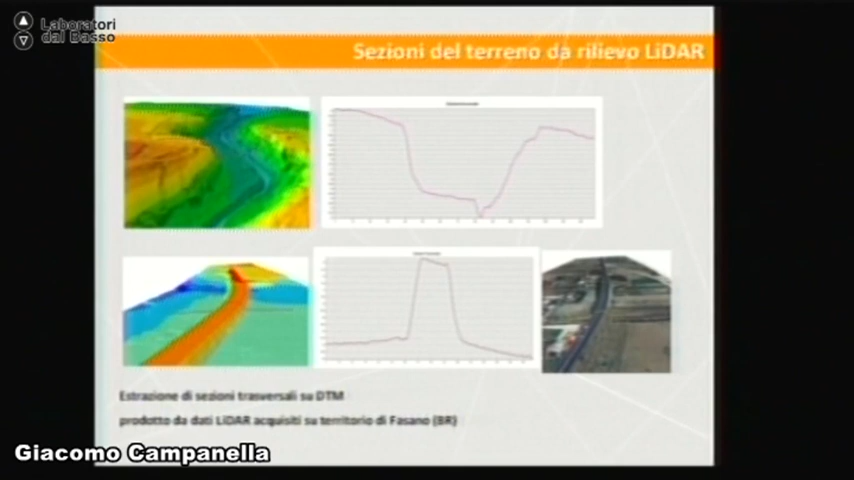 Laboratori
dal Basso
Sezioni del terreno da rilievo LiDAR
Estrazione di sezioni trasversali su DTM
prodotto da dati LiDAR acquisiti su territorio di Fasano (BR)
Giacomo Campanella